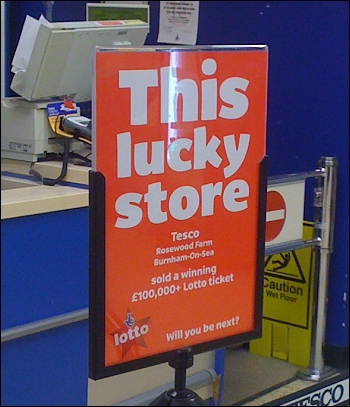 This
lucky
store
Tesco
Rosewood Farm
Burnham-On-Sea
sold a winning
£100,000+ Lotto ticket
lotto
Will you be next?
Caution
Wet Floor
TESCO